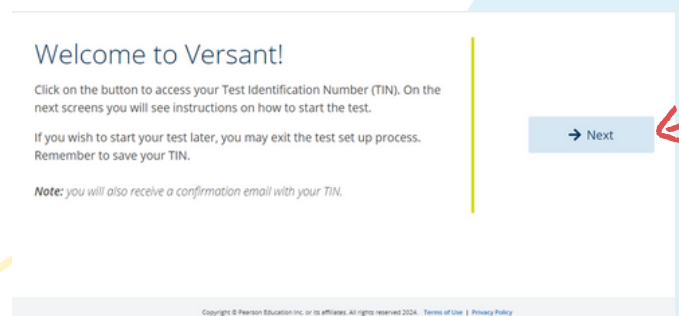 Welcome to Versant!
Click on the button to access your Test Identification Number (TIN). On the
next screens you will see instructions on how to start the test.
If you wish to start your test later, you may exit the test set up process.
Remember to save your TIN.
Note: you will also receive a confirmation email with your TIN.
→ Next
Copyright © Pearson Education Inc. or its affiliates. All rights reserved 2024. Terms of Use | Privacy Policy